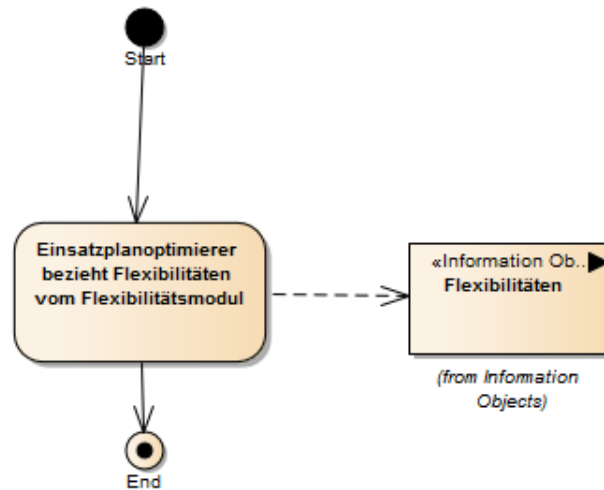 Start
Einsatzplanoptimierer
bezieht Flexibilitäten
vom Flexibilitätsmodul
«Information Ob..
Flexibilitäten
(from Information
Objects)
End